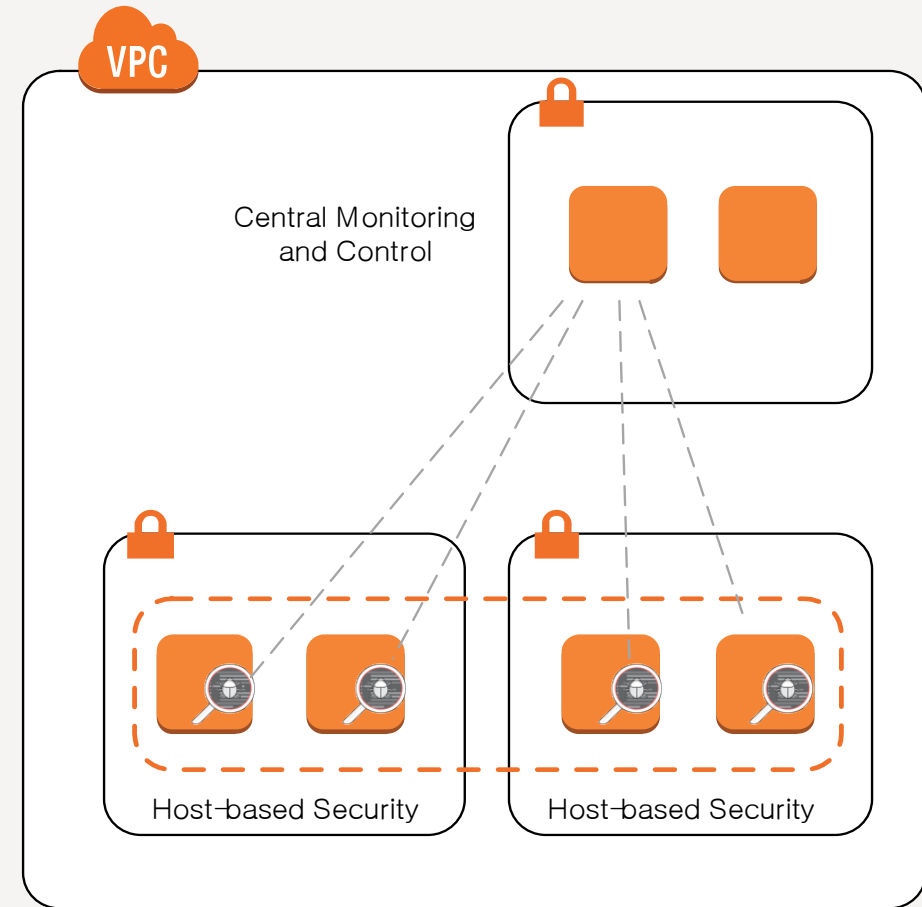 VPC
Central Monitoring
and Control
Host-based Security
Host-based Security